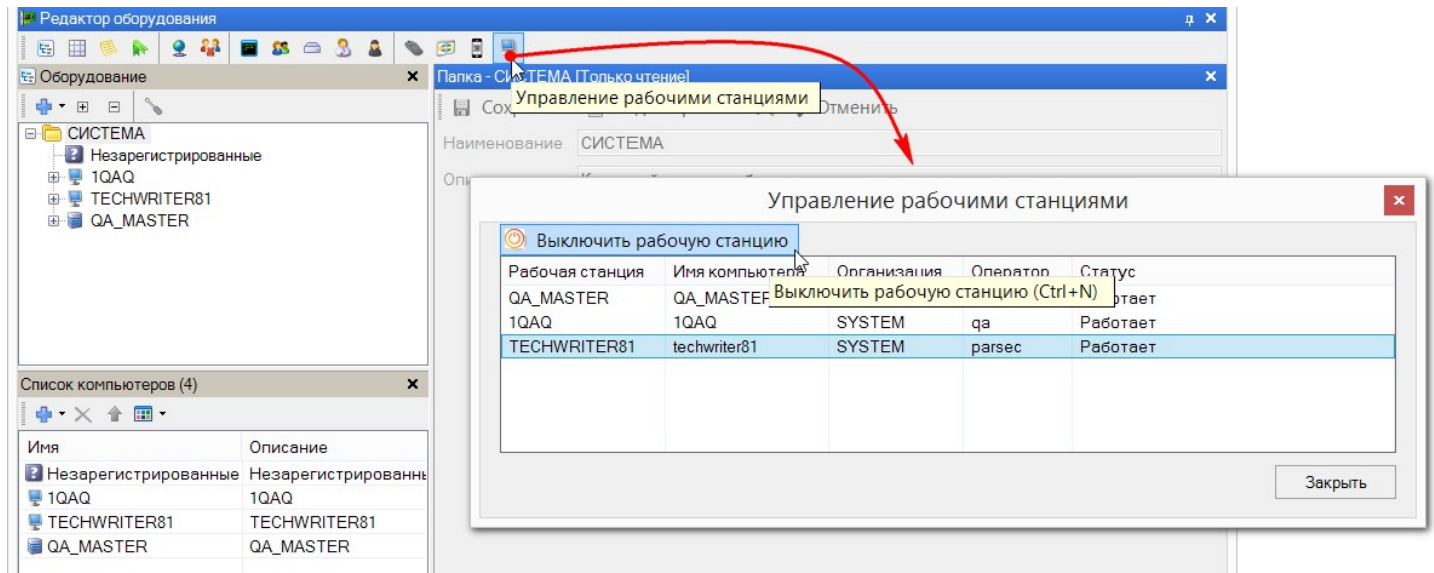 Редактор оборудования
Оборудование
СИСТЕМА
Незарегистрированные
1QAQ
TECHWRITER81
QA_MASTER
Список компьютеров (4)
Имя Описание
Незарегистрированные Незарегистрированнь
1QAQ 1QAQ
TECHWRITER81 TECHWRITER81
QA_MASTER QA_MASTER
Папка - СИСТЕМА [Только чтение]
Управление рабочими станциями
Отменить
Наименование СИСТЕМА
Управление рабочими станциями
Выключить рабочую станцию
Рабочая станция Имя компьютера Организация Оператор Статус
Выключить рабочую станцию (Ctrl+N)
QA_MASTER QA_MASTER
1QAQ 1QAQ SYSTEM qa Работает
TECHWRITER81 techwriter81 SYSTEM parsec Работает
Закрыть